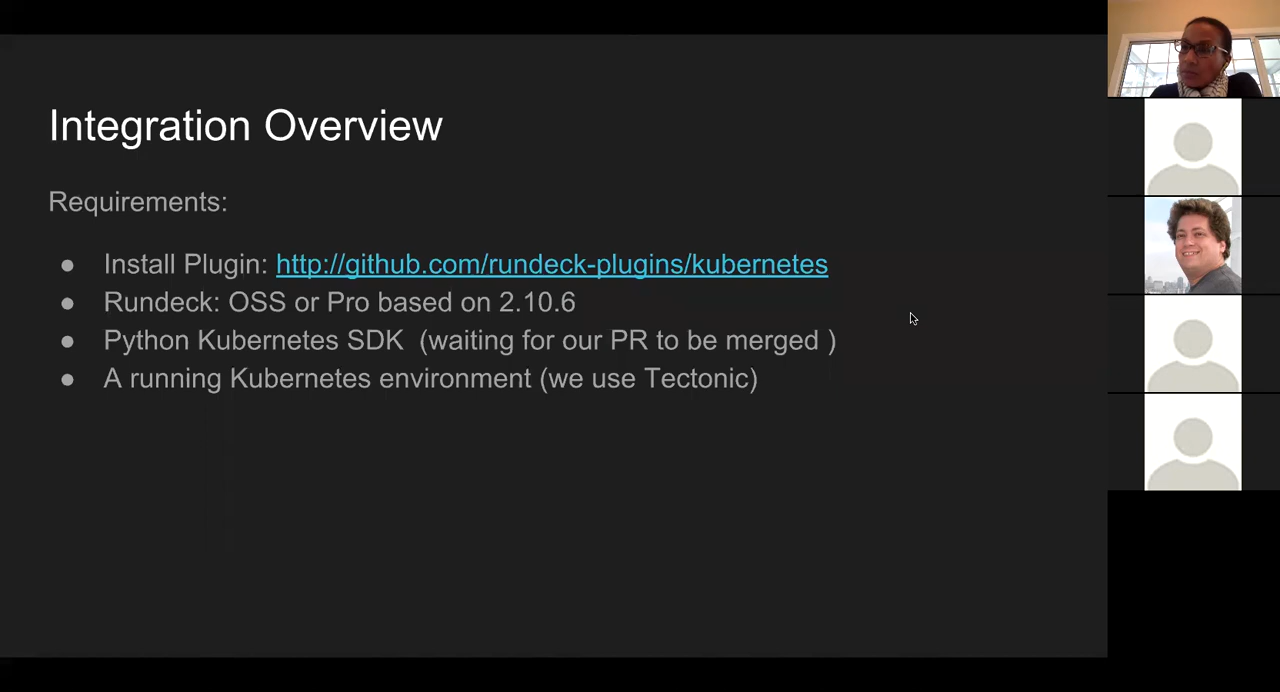 Integration Overview
Requirements:
● Install Plugin: http://github.com/rundeck-plugins/kubernetes
● Rundeck: OSS or Pro based on 2.10.6
● Python Kubernetes SDK (waiting for our PR to be merged )
● A running Kubernetes environment (we use Tectonic)